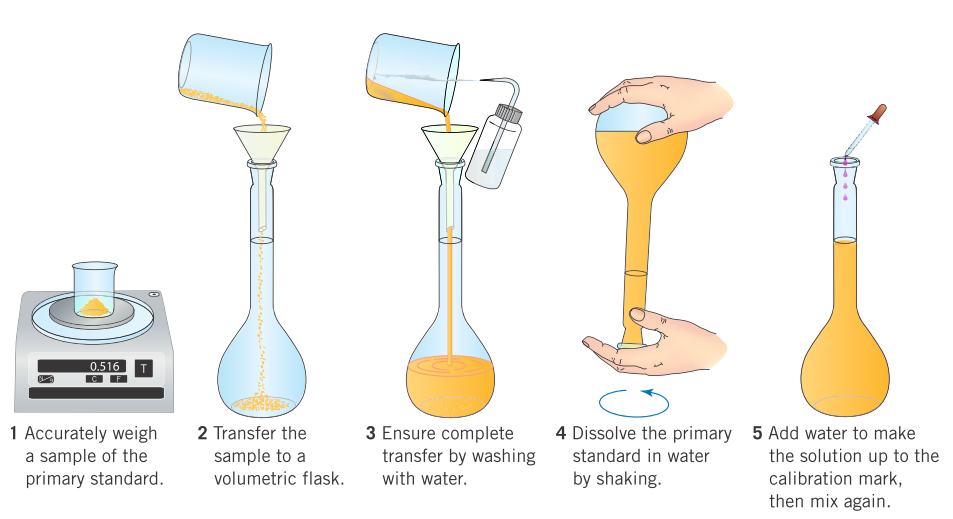 0.516
T
C F
1 Accurately weigh
a sample of the
primary standard.
2 Transfer the
sample to a
volumetric flask.
3 Ensure complete
transfer by washing
with water.
4 Dissolve the primary
standard in water
by shaking.
5 Add water to make
the solution up to the
calibration mark,
then mix again.